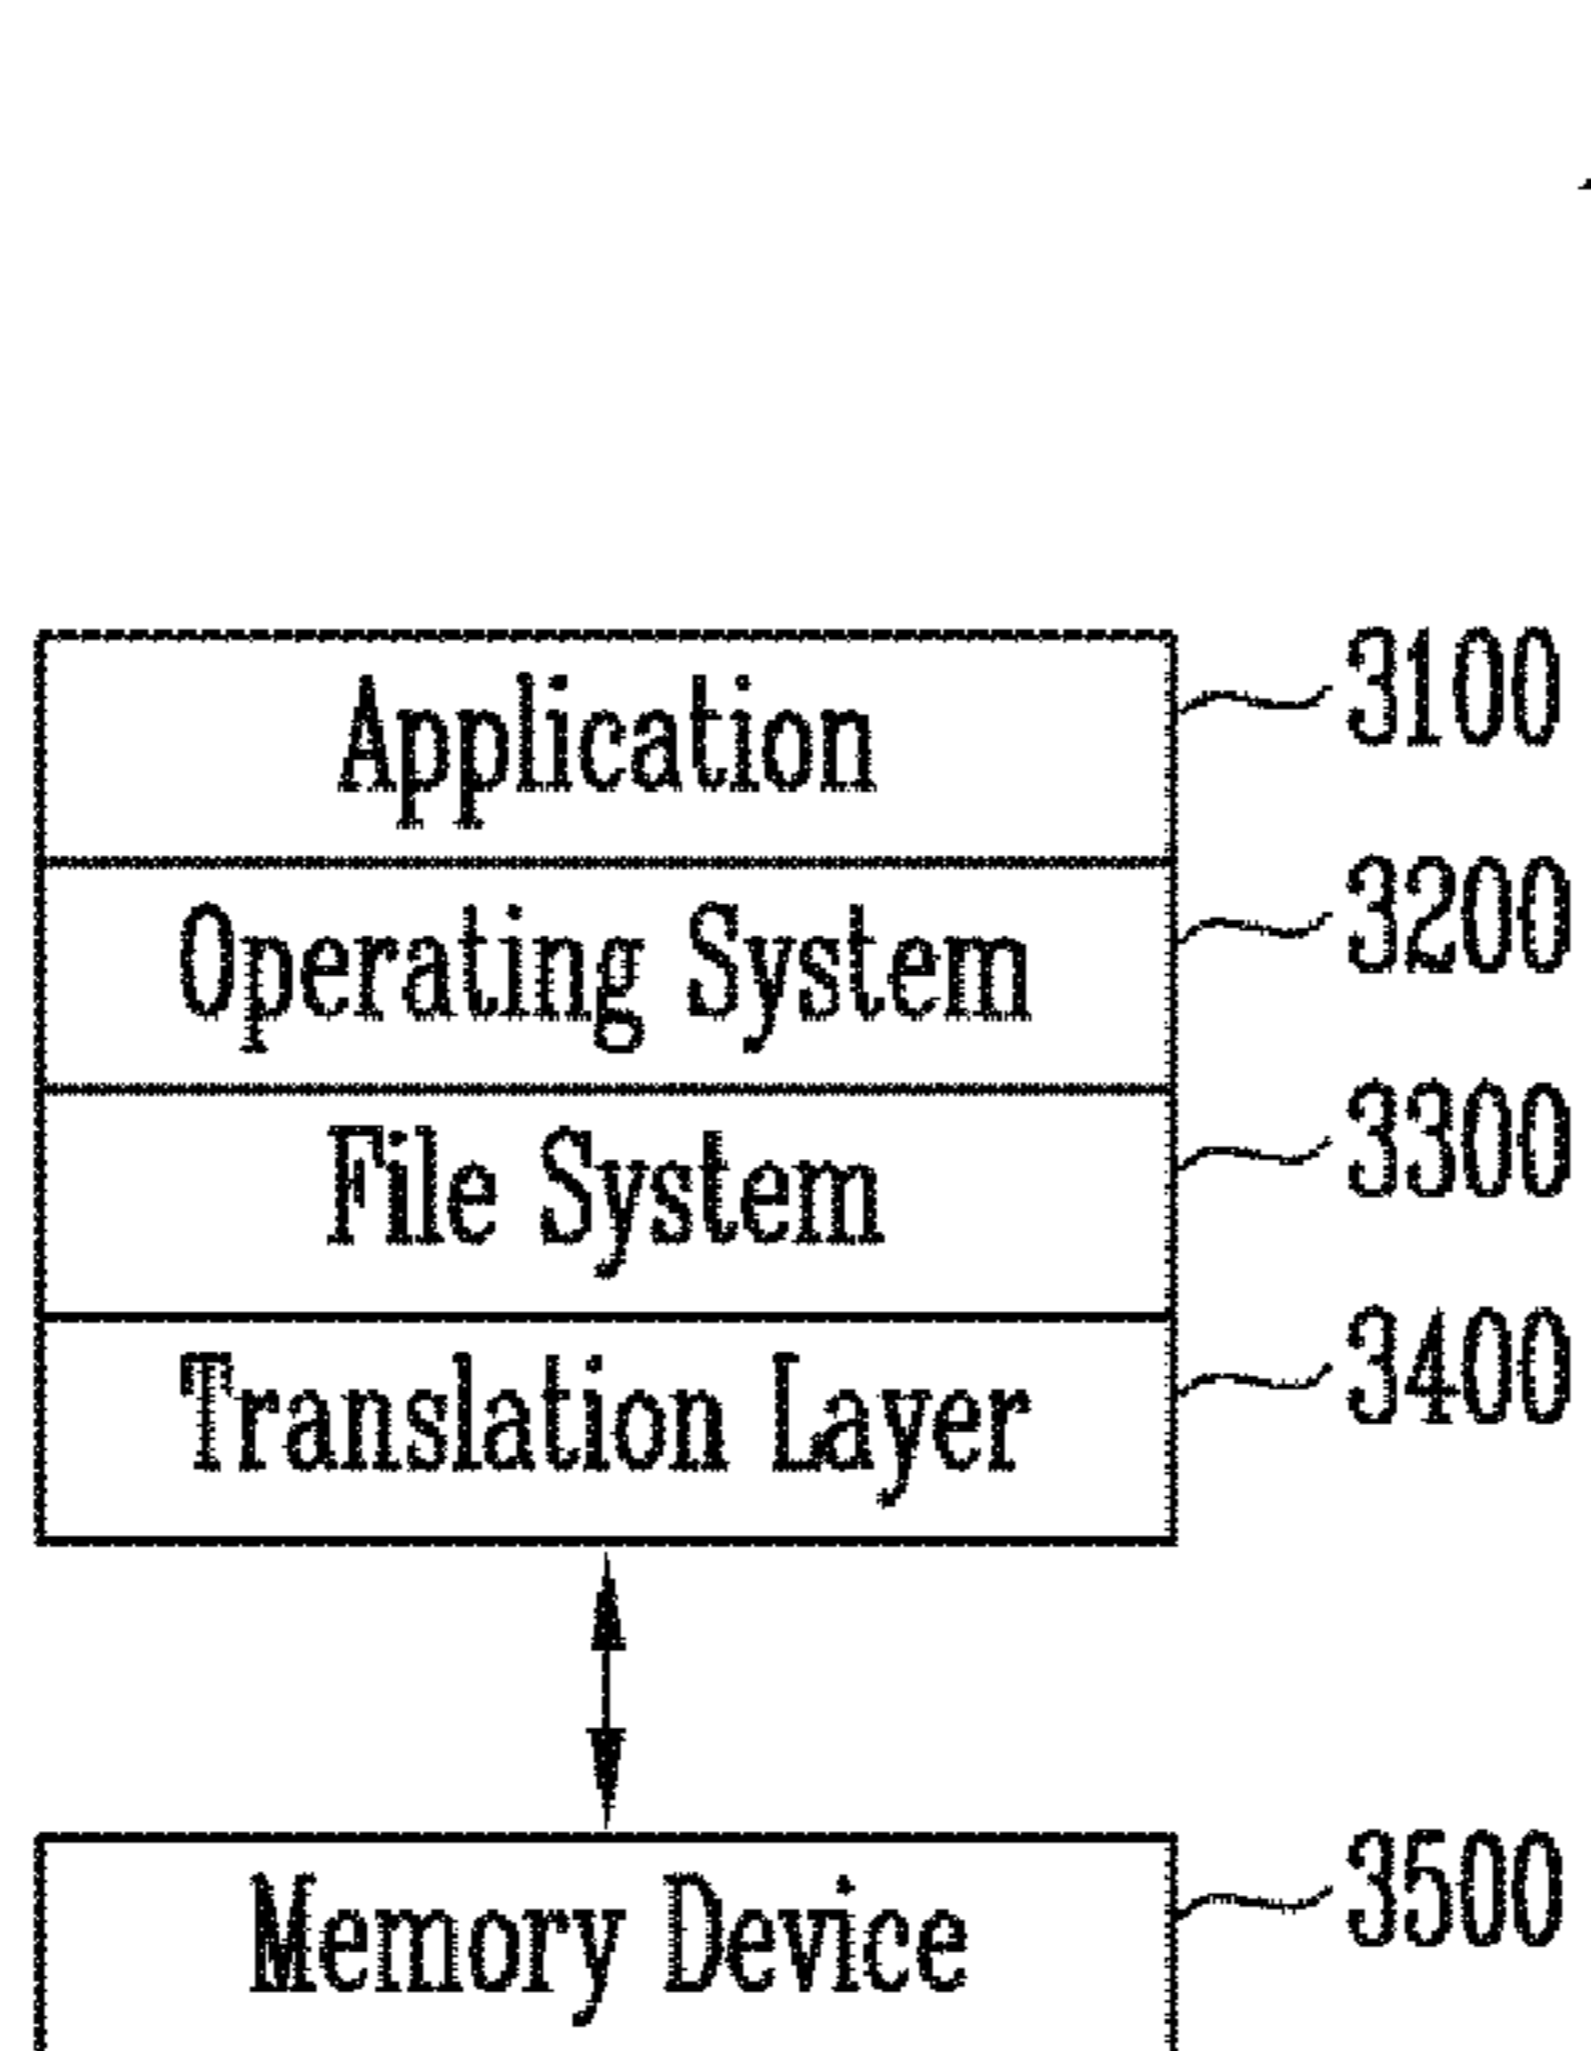 Application 3100
Operating System 3200
File System 3300
Translation Layer 3400
Memory Device 3500